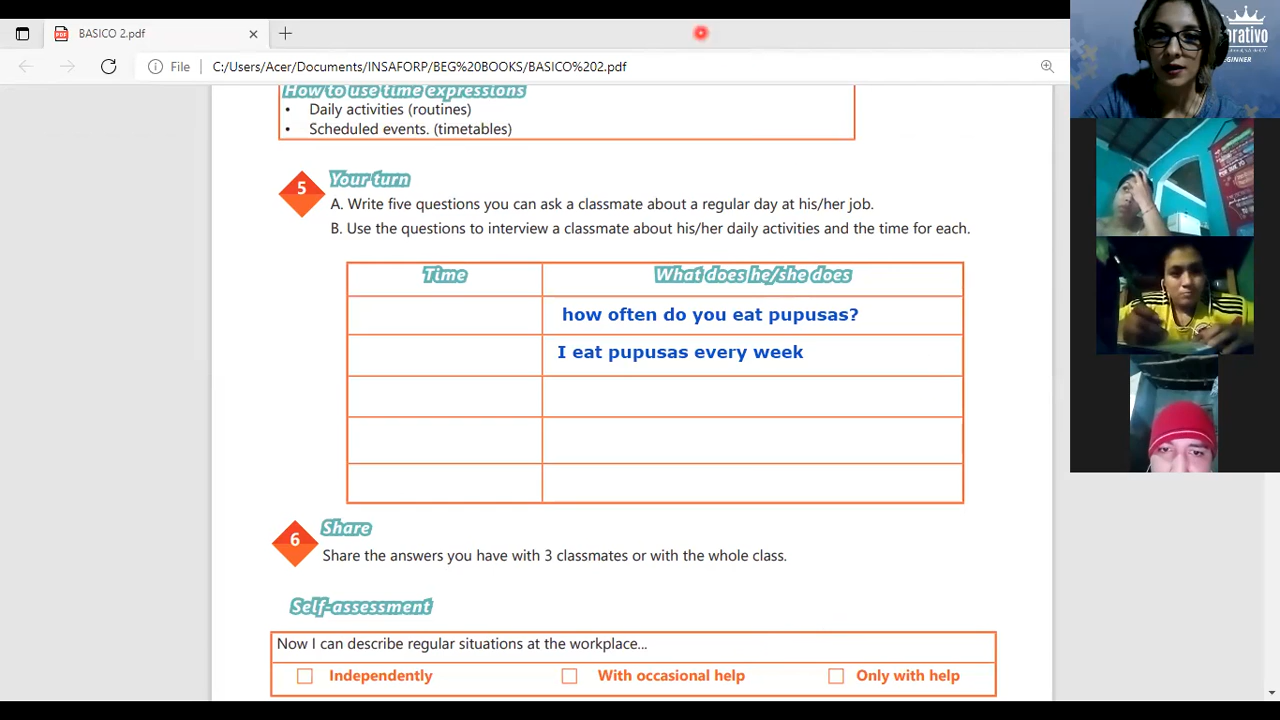 BASICO 2.pdf
File
C:/Users/Acer/Documents/INSAFORP/BEG%20BOOKS/BASICO%202.pdf
orativo
EGINNER
How to use time expressions
• Daily activities (routines)
• Scheduled events. (timetables)
5
Your turn
A. Write five questions you can ask a classmate about a regular day at his/her job.
B. Use the questions to interview a classmate about his/her daily activities and the time for each.
Time
What does he/she does
how often do you eat pupusas?
I eat pupusas every week
6
Share
Share the answers you have with 3 classmates or with the whole class.
Self-assessment
Now I can describe regular situations at the workplace...
Independently
With occasional help
Only with help